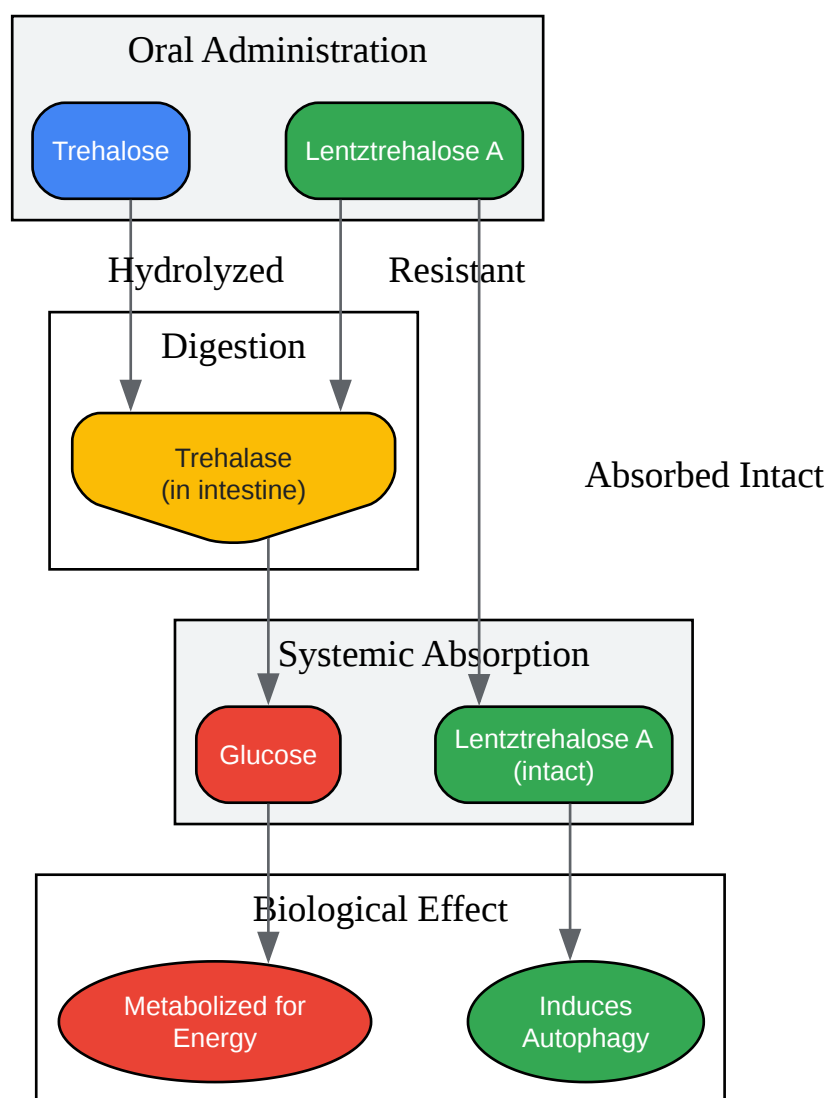 Oral Administration
Trehalose
Lentztrehalose A
Hydrolyzed
Resistant
Digestion
Trehalase
(in intestine)
Absorbed Intact
Systemic Absorption
Glucose
Lentztrehalose A
(intact)
Biological Effect
Metabolized for
Energy
Induces
Autophagy